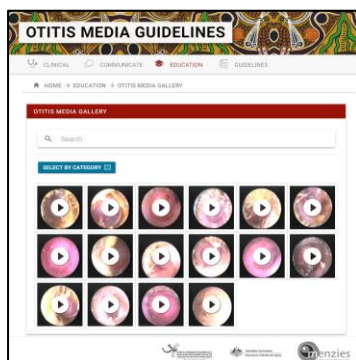 OTITIS MEDIA GUIDELINES
CLINICAL COMMUNICATE EDUCATION GUIDELINES
HOME → EDUCATION → OTITIS MEDIA GALLERY
OTITIS MEDIA GALLERY
Search
SELECT BY CATEGORY
menzies